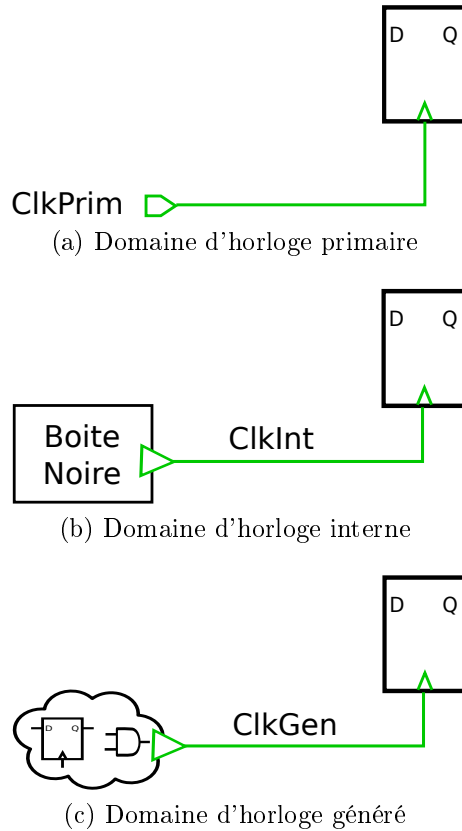 D Q
ClkPrim
(a) Domaine d'horloge primaire
D Q
Boite
Noire
ClkInt
(b) Domaine d'horloge interne
D Q
D Q
ClkGen
(c) Domaine d'horloge généré